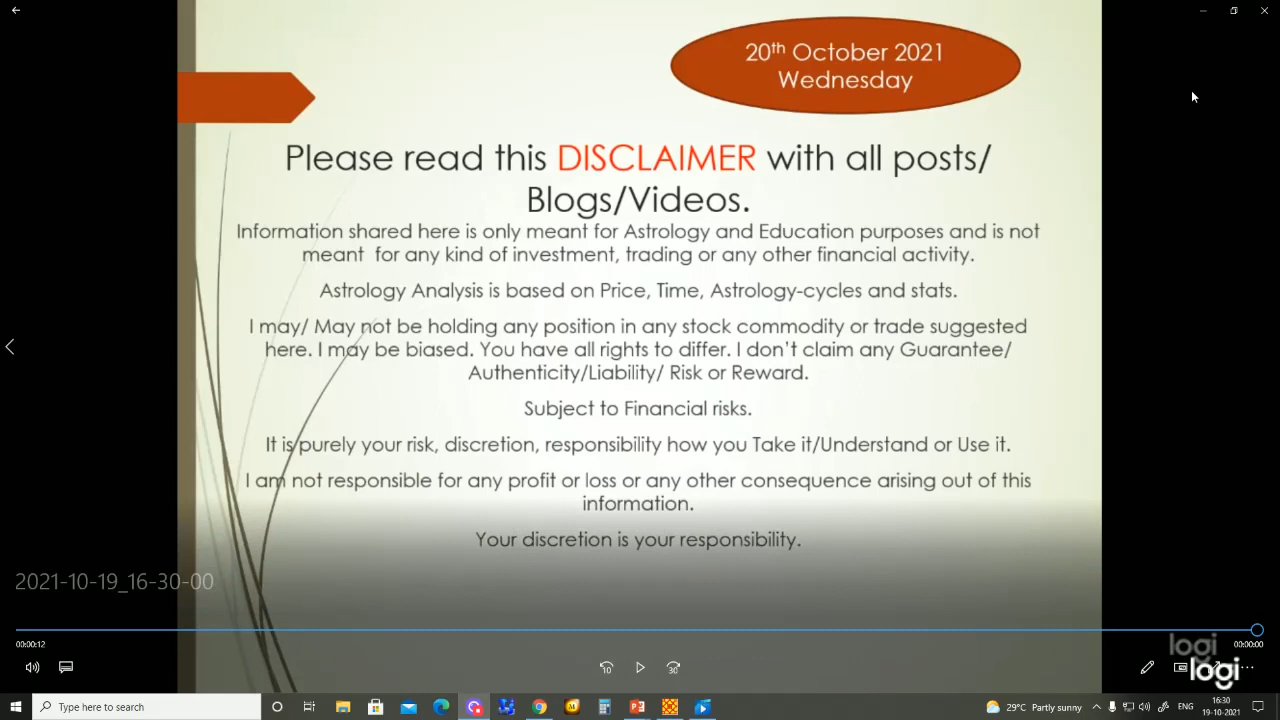 20th October 2021
Wednesday
Please read this DISCLAIMER with all posts/
Blogs/Videos.
Information shared here is only meant for Astrology and Education purposes and is not
meant for any kind of investment, trading or any other financial activity.
Astrology Analysis is based on Price, Time, Astrology-cycles and stats.
I may/ May not be holding any position in any stock commodity or trade suggested
here. I may be biased. You have all rights to differ. I don't claim any Guarantee/
Authenticity/Liability/ Risk or Reward.
Subject to Financial risks.
It is purely your risk, discretion, responsibility how you Take it/Understand or Use it.
I am not responsible for any profit or loss or any other consequence arising out of this
information.
Your discretion is your responsibility.
2021-10-19_16-30-00
00:00:12
00:00:00
logi
logi
10
30
Type here to search
29°C Partly sunny
ENG
16:30
19-10-2021